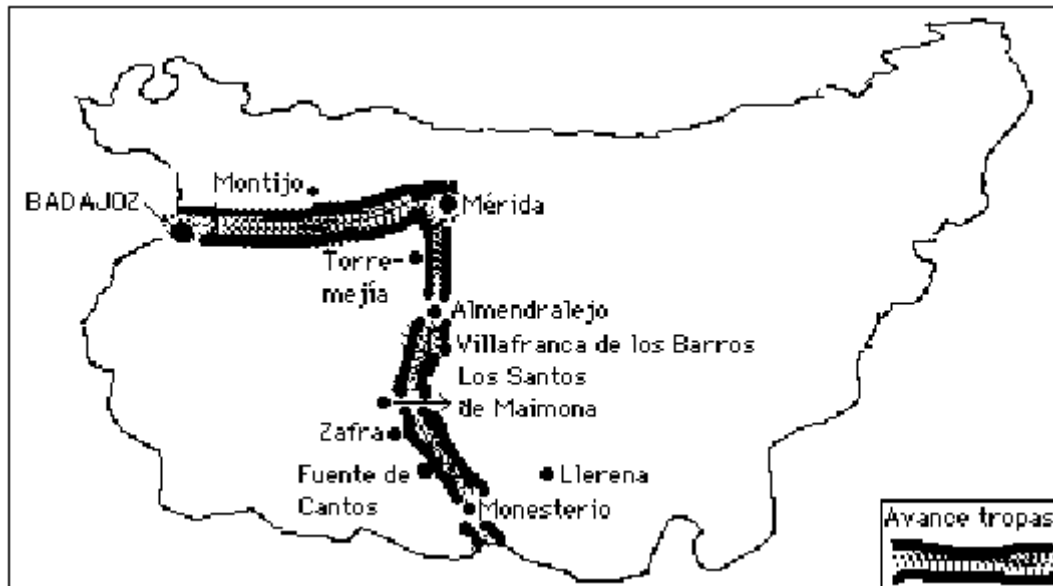 Montijo
BADAJOZ
Mérida
Torre-
mejía
Almendralejo
Villafranca de los Barros
Los Santos
de Maimona
Zafra
Fuente de
Cantos
Llerena
Monesterio
Avance tropas